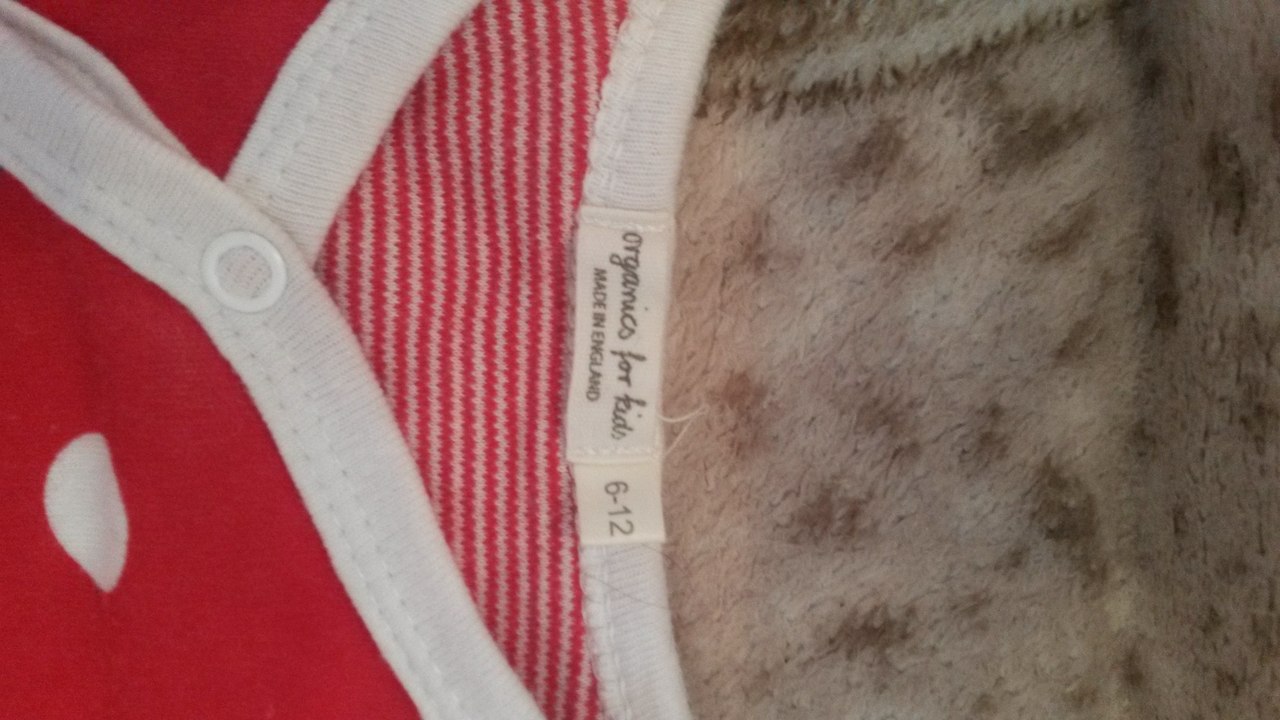 organics for kids
MADE IN ENGLAND
6-12